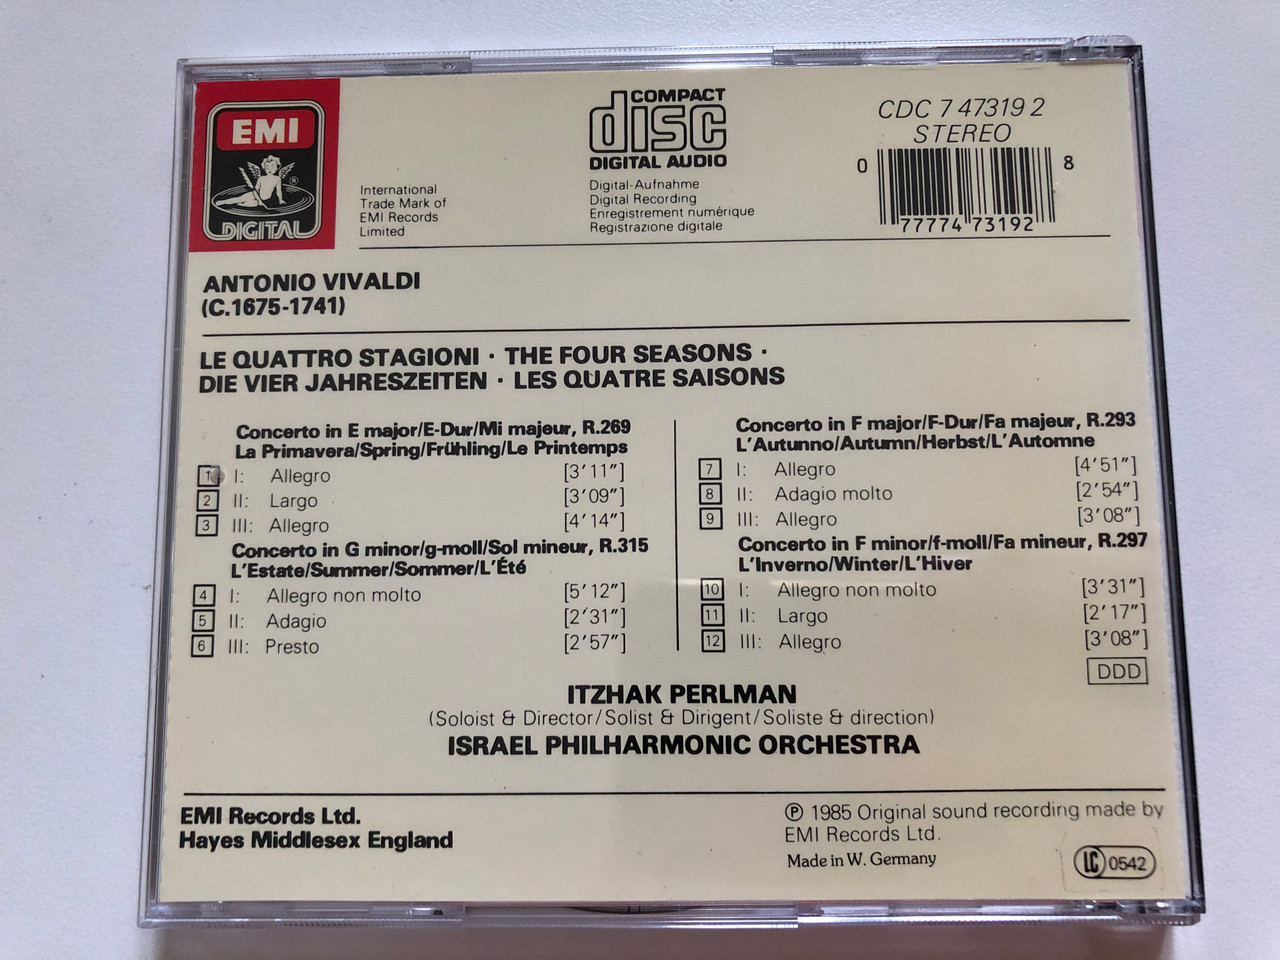 EMI
®
DIGITAL
International
Trade Mark of
EMI Records
Limited
COMPACT
disc
DIGITAL AUDIO
Digital-Aufnahme
Digital Recording
Enregistrement numérique
Registrazione digitale
CDC 7 47319 2
STEREO
0 77774 73192 8
ANTONIO VIVALDI
(C.1675-1741)
LE QUATTRO STAGIONI · THE FOUR SEASONS ·
DIE VIER JAHRESZEITEN · LES QUATRE SAISONS
Concerto in E major/E-Dur/Mi majeur, R.269
La Primavera/Spring/Frühling/Le Printemps
1 I: Allegro [3'11"]
2 II: Largo [3'09"]
3 III: Allegro [4'14"]
Concerto in G minor/g-moll/Sol mineur, R.315
L'Estate/Summer/Sommer/L'Été
4 I: Allegro non molto [5'12"]
5 II: Adagio [2'31"]
6 III: Presto [2'57"]
Concerto in F major/F-Dur/Fa majeur, R.293
L'Autunno/Autumn/Herbst/L'Automne
7 I: Allegro [4'51"]
8 II: Adagio molto [2'54"]
9 III: Allegro [3'08"]
Concerto in F minor/f-moll/Fa mineur, R.297
L'Inverno/Winter/L'Hiver
10 I: Allegro non molto [3'31"]
11 II: Largo [2'17"]
12 III: Allegro [3'08"]
DDD
ITZHAK PERLMAN
(Soloist & Director/Solist & Dirigent/Soliste & direction)
ISRAEL PHILHARMONIC ORCHESTRA
EMI Records Ltd.
Hayes Middlesex England
℗ 1985 Original sound recording made by
EMI Records Ltd.
Made in W. Germany
LC 0542